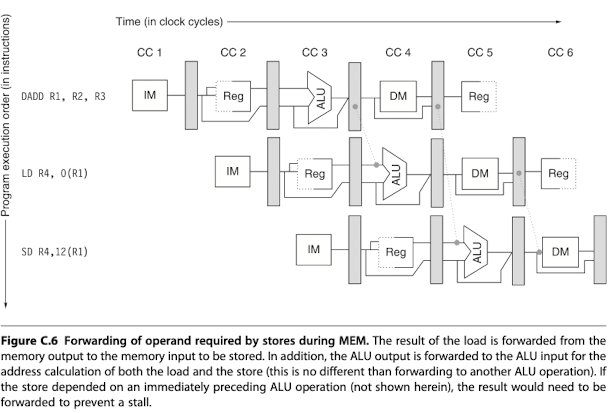 Time (in clock cycles)
CC 1 CC 2 CC 3 CC 4 CC 5 CC 6
Program execution order (in instructions)
DADD R1, R2, R3
IM Reg ALU DM Reg
LD R4, 0(R1)
IM Reg ALU DM Reg
SD R4,12(R1)
IM Reg ALU DM
Figure C.6 Forwarding of operand required by stores during MEM. The result of the load is forwarded from the
memory output to the memory input to be stored. In addition, the ALU output is forwarded to the ALU input for the
address calculation of both the load and the store (this is no different than forwarding to another ALU operation). If
the store depended on an immediately preceding ALU operation (not shown herein), the result would need to be
forwarded to prevent a stall.